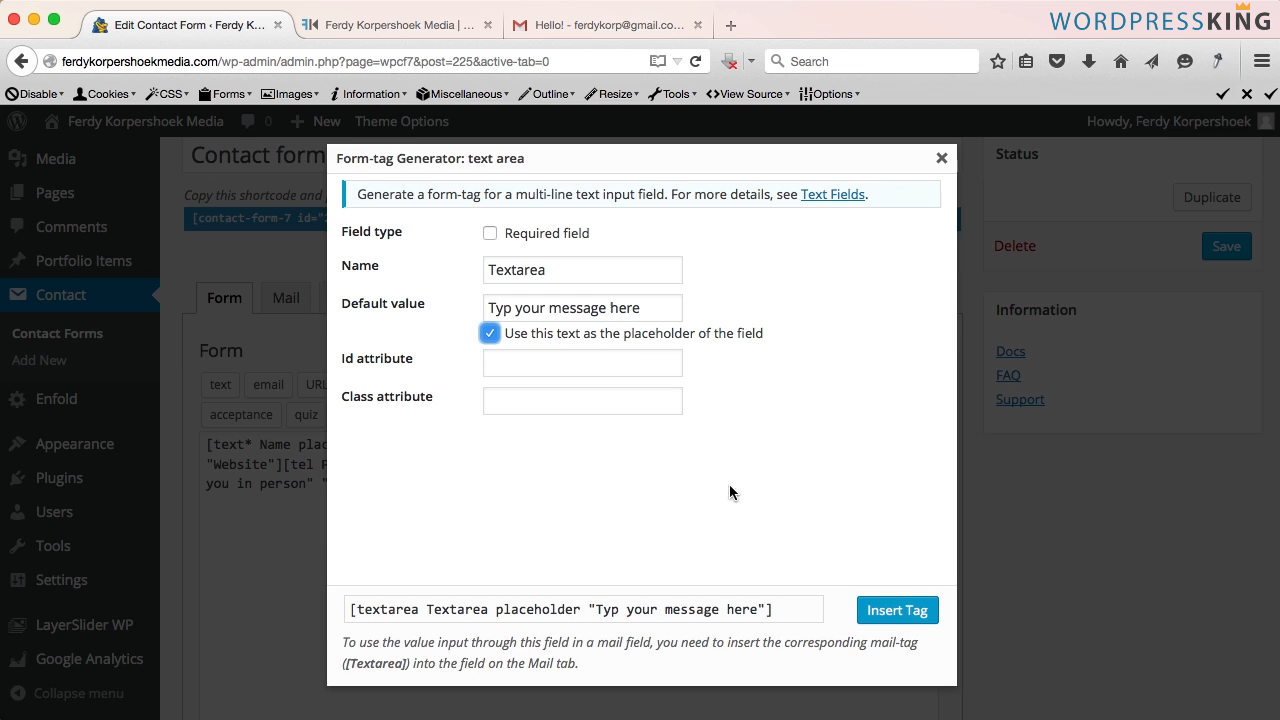 Edit Contact Form ‹ Ferdy K...
Ferdy Korpershoek Media | ...
Hello! - ferdykorp@gmail.co...
WORDPRESSKING
ferdykorpershoekmedia.com/wp-admin/admin.php?page=wpcf7&post=225&active-tab=0
Search
Disable Cookies CSS Forms Images Information Miscellaneous Outline Resize Tools View Source Options
Ferdy Korpershoek Media 0 New Theme Options Howdy, Ferdy Korpershoek
Media
Pages
Comments
Portfolio Items
Contact
Contact Forms
Add New
Enfold
Appearance
Plugins
Users
Tools
Settings
LayerSlider WP
Google Analytics
Collapse menu
Contact form
Copy this shortcode and
[contact-form-7 id="2
Form Mail
Form
text email URL
acceptance quiz
[text* Name plac
"Website"][tel
you in person" "
Form-tag Generator: text area
Generate a form-tag for a multi-line text input field. For more details, see Text Fields.
Field type Required field
Name Textarea
Default value Typ your message here
Use this text as the placeholder of the field
Id attribute
Class attribute
[textarea Textarea placeholder "Typ your message here"]
Insert Tag
To use the value input through this field in a mail field, you need to insert the corresponding mail-tag
([Textarea]) into the field on the Mail tab.
Status
Duplicate
Delete Save
Information
Docs
FAQ
Support